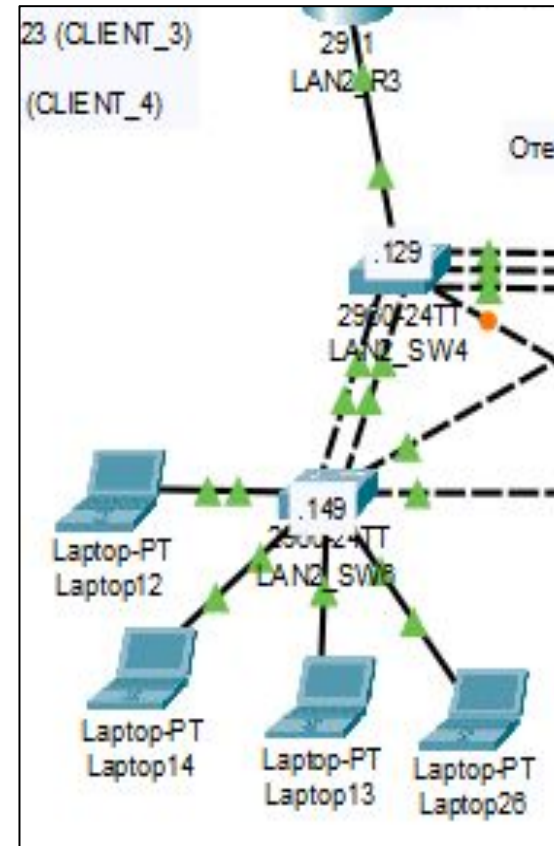 23 (CLIENT_3)
(CLIENT_4)
LAN2_R3
Оте
.129
LAN2_SW4
.149
Laptop-PT
Laptop12
Laptop-PT
Laptop14
Laptop-PT
Laptop13
Laptop-PT
Laptop26